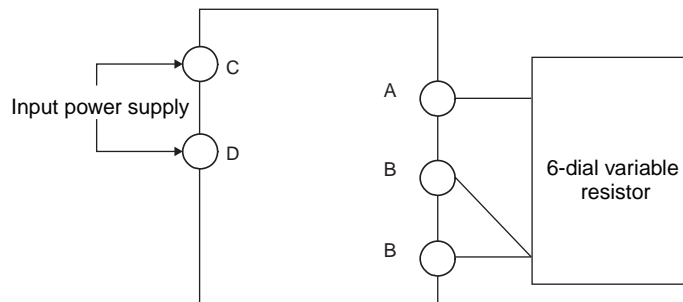 C
Input power supply
D
A
B
B
6-dial variable
resistor